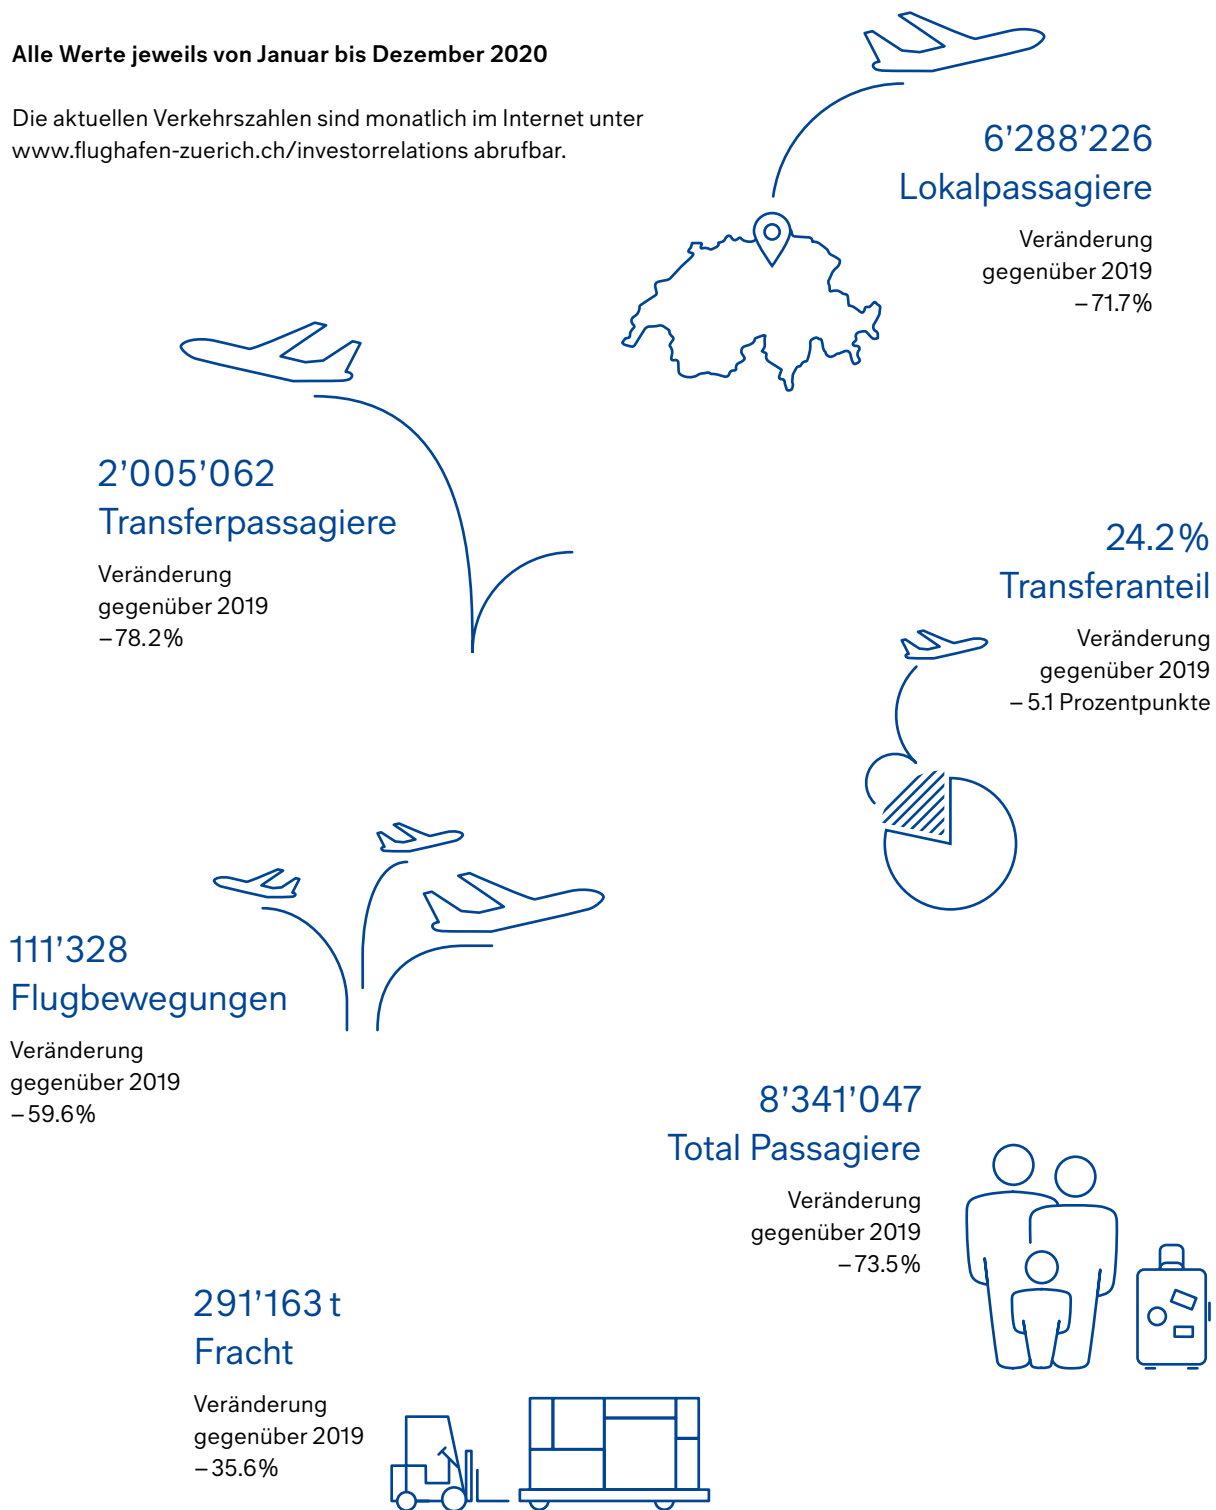 Alle Werte jeweils von Januar bis Dezember 2020
Die aktuellen Verkehrszahlen sind monatlich im Internet unter
www.flughafen-zuerich.ch/investorrelations abrufbar.
6’288’226
Lokalpassagiere
Veränderung
gegenüber 2019
– 71.7%
2’005’062
Transferpassagiere
Veränderung
gegenüber 2019
– 78.2%
24.2%
Transferanteil
Veränderung
gegenüber 2019
– 5.1 Prozentpunkte
111’328
Flugbewegungen
Veränderung
gegenüber 2019
– 59.6%
8’341’047
Total Passagiere
Veränderung
gegenüber 2019
– 73.5%
291’163 t
Fracht
Veränderung
gegenüber 2019
– 35.6%